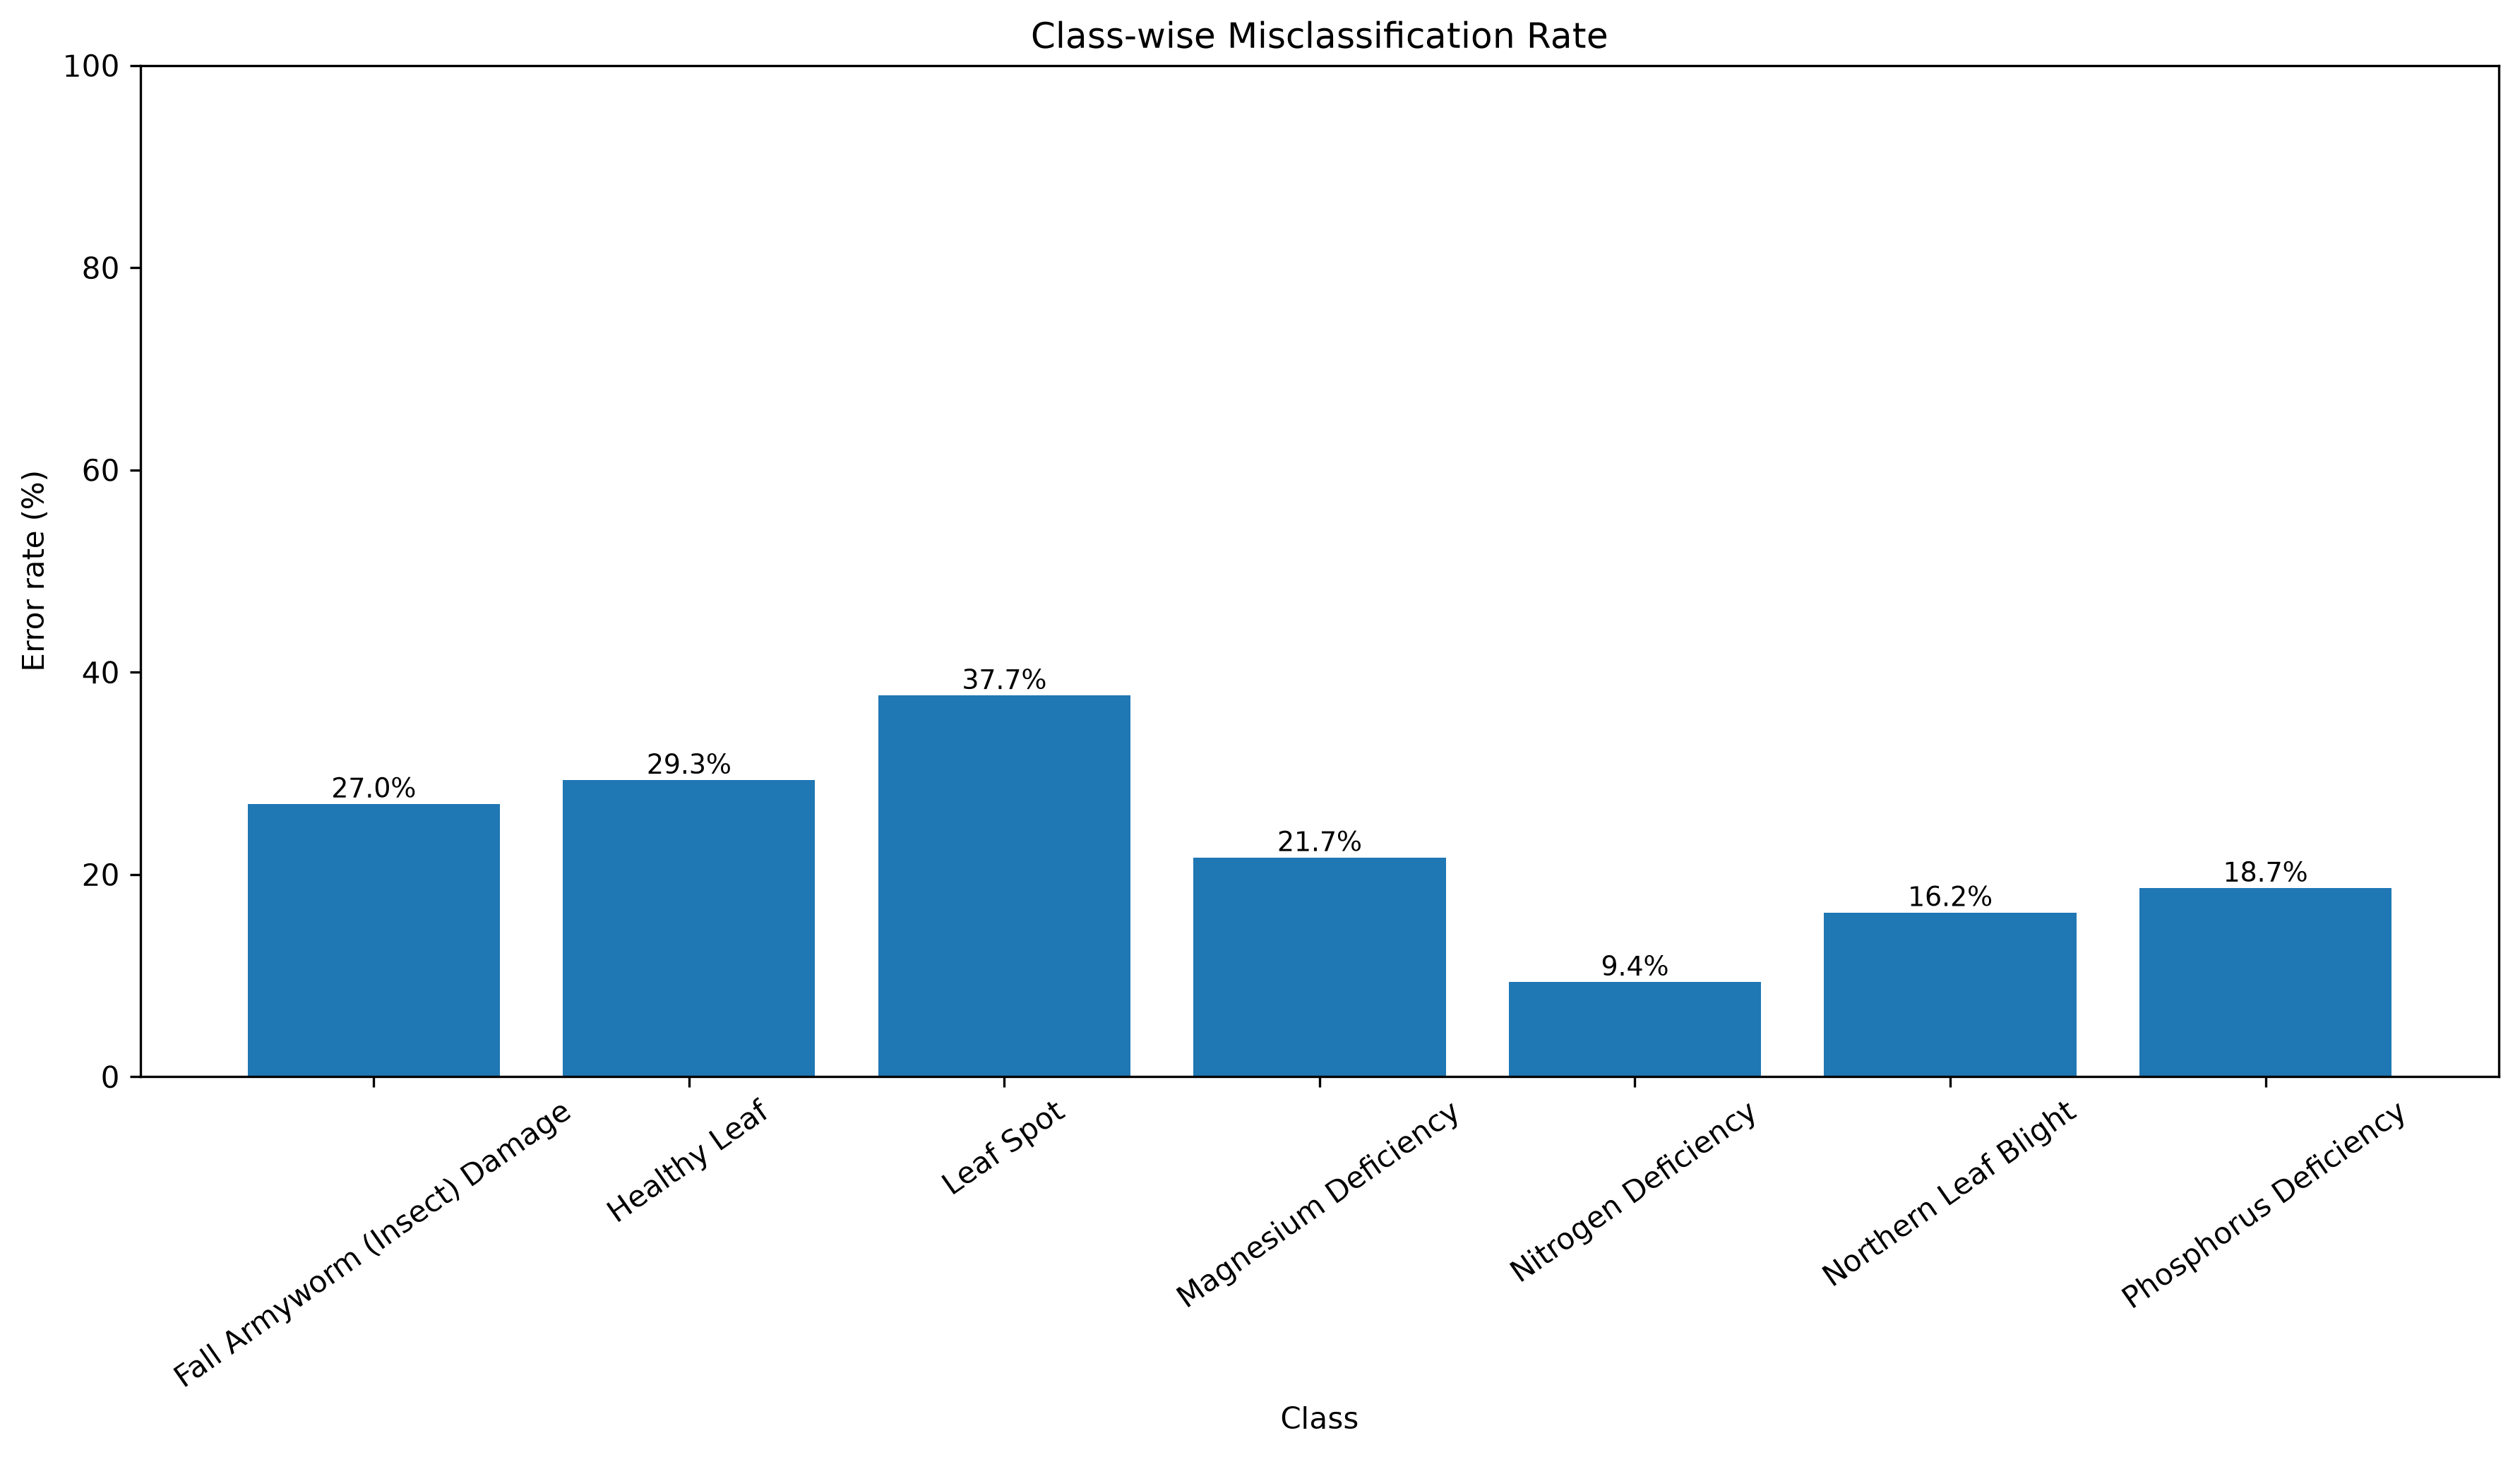 Class-wise Misclassification Rate
100
80
60
40
20
0
Error rate (%)
27.0%
29.3%
37.7%
21.7%
9.4%
16.2%
18.7%
Fall Armyworm (Insect) Damage
Healthy Leaf
Leaf Spot
Magnesium Deficiency
Nitrogen Deficiency
Northern Leaf Blight
Phosphorus Deficiency
Class